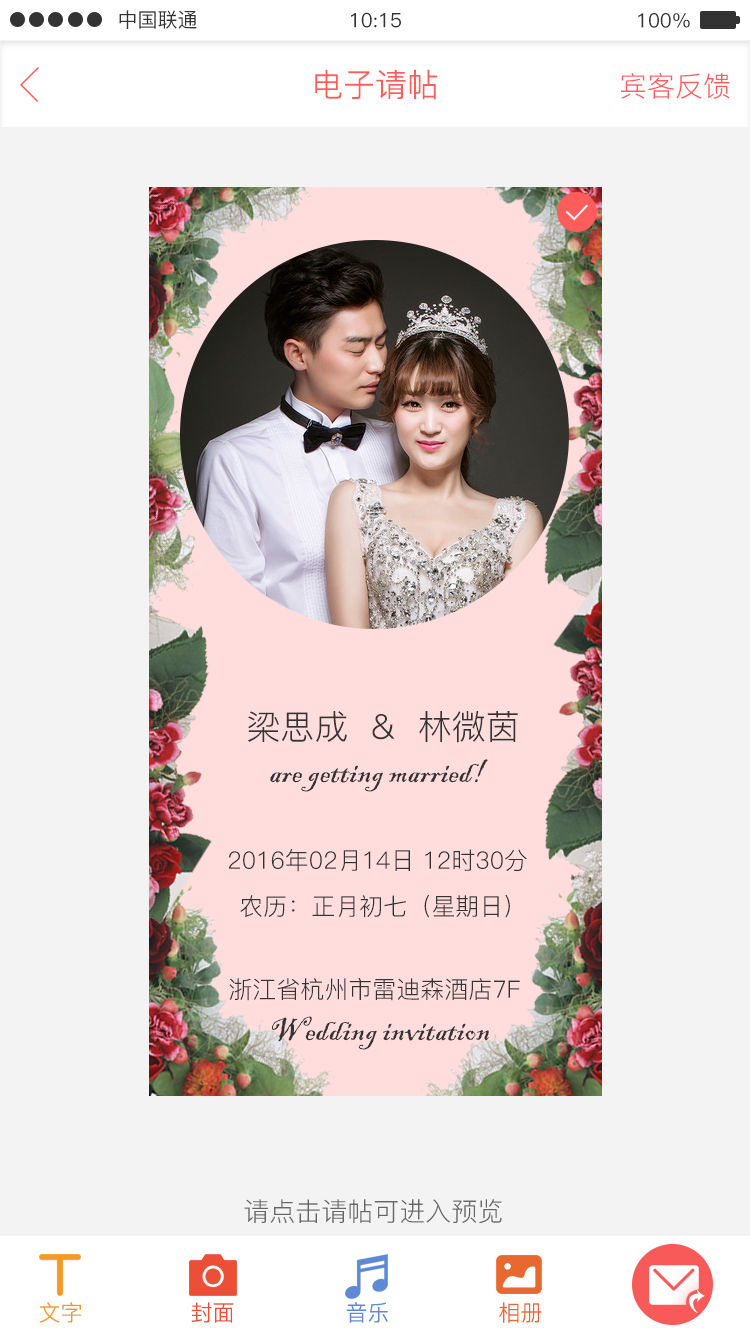 中国联通 10:15 100%
电子请帖 宾客反馈
梁思成 & 林微茵
are getting married!
2016年02月14日 12时30分
农历：正月初七（星期日）
浙江省杭州市雷迪森酒店7F
Wedding invitation
请点击请帖可进入预览
文字 封面 音乐 相册